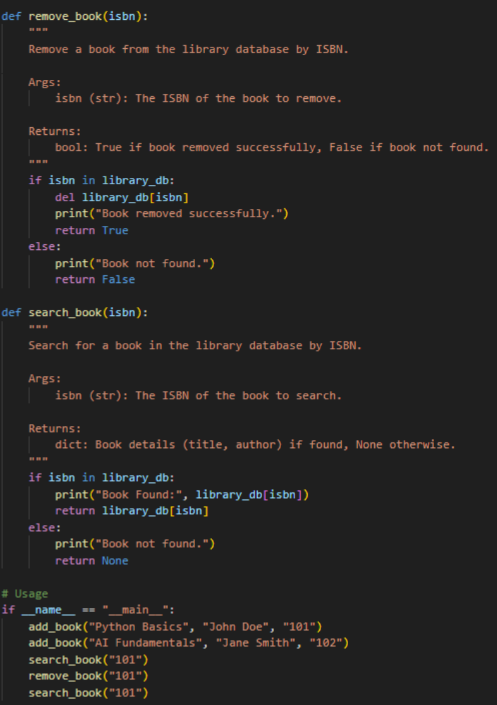 def remove_book(isbn):
    """
    Remove a book from the library database by ISBN.

    Args:
        isbn (str): The ISBN of the book to remove.

    Returns:
        bool: True if book removed successfully, False if book not found.
    """
    if isbn in library_db:
        del library_db[isbn]
        print("Book removed successfully.")
        return True
    else:
        print("Book not found.")
        return False

def search_book(isbn):
    """
    Search for a book in the library database by ISBN.

    Args:
        isbn (str): The ISBN of the book to search.

    Returns:
        dict: Book details (title, author) if found, None otherwise.
    """
    if isbn in library_db:
        print("Book Found:", library_db[isbn])
        return library_db[isbn]
    else:
        print("Book not found.")
        return None

# Usage
if __name__ == "__main__":
    add_book("Python Basics", "John Doe", "101")
    add_book("AI Fundamentals", "Jane Smith", "102")
    search_book("101")
    remove_book("101")
    search_book("101")